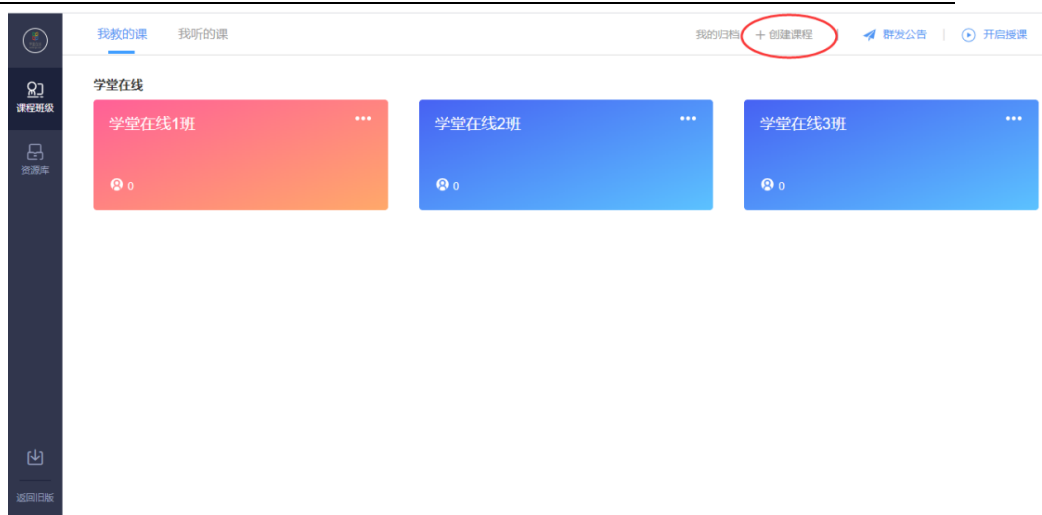 我教的课 我听的课 我的归档 + 创建课程 群发公告 开启授课
课程班级
资源库
返回旧版
学堂在线
学堂在线1班 学堂在线2班 学堂在线3班
0 0 0